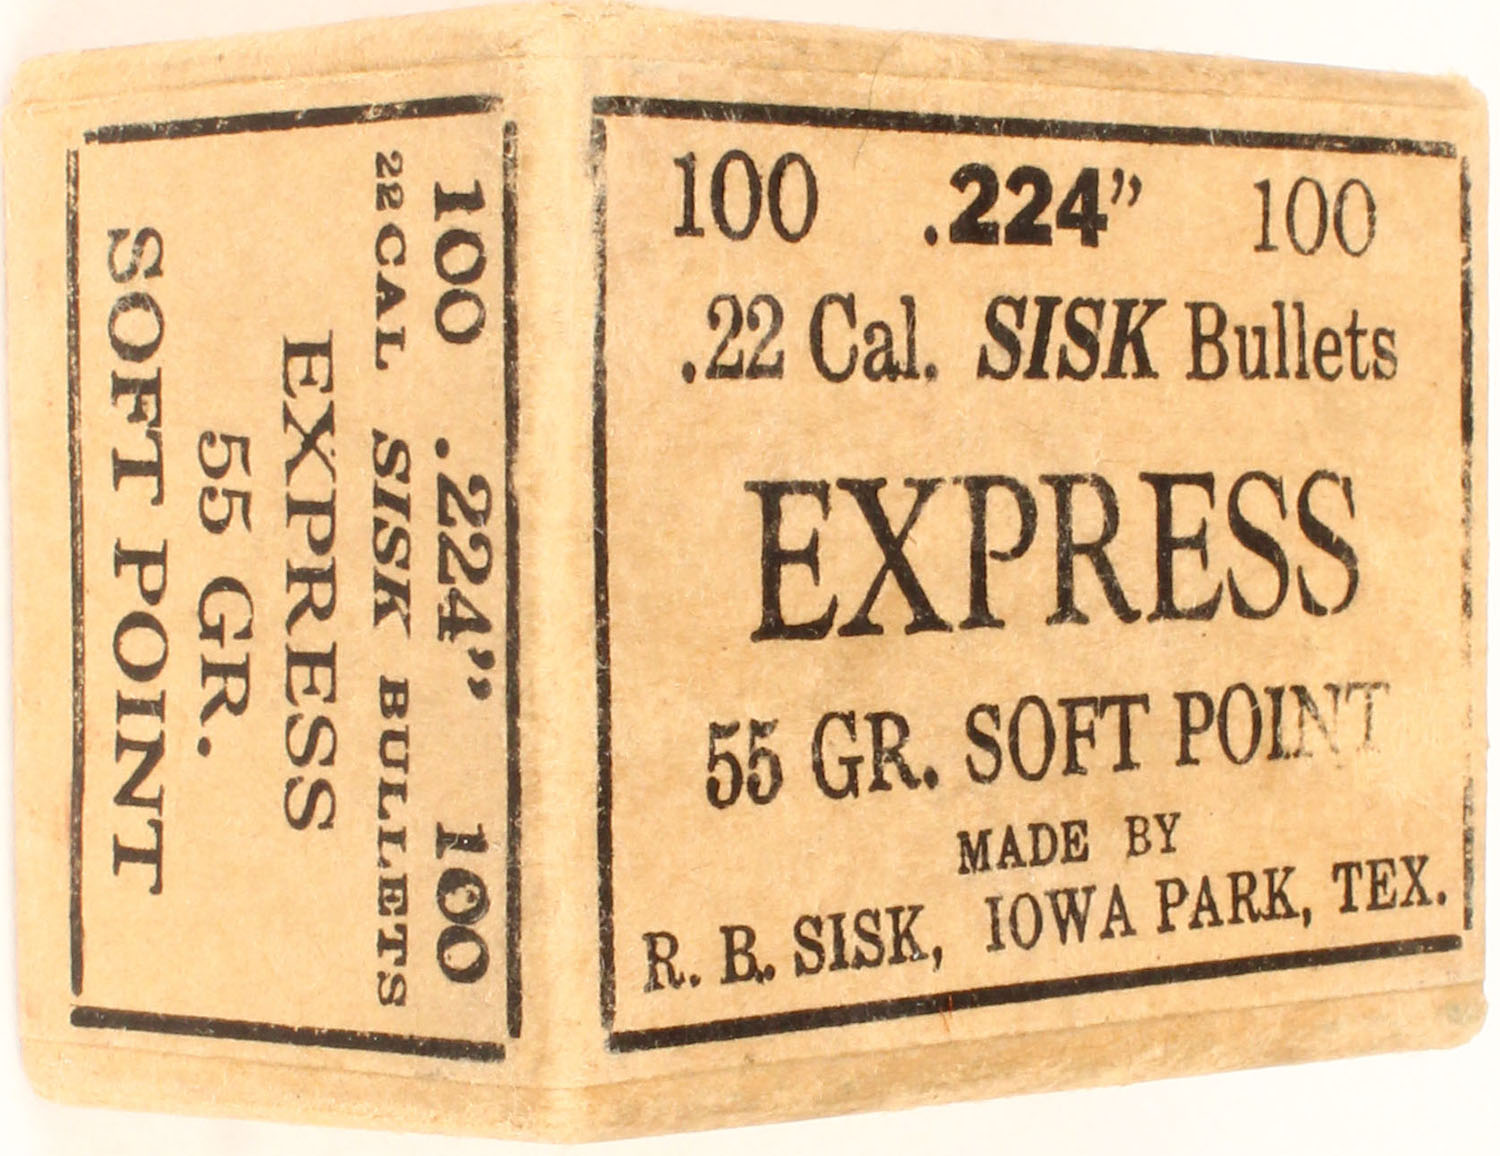 100 .224” 100
.22 Cal. SISK Bullets
EXPRESS
55 GR. SOFT POINT
MADE BY
R. B. SISK, IOWA PARK, TEX.
100 .224” 100
22 CAL SISK BULLETS
EXPRESS
55 GR.
SOFT POINT